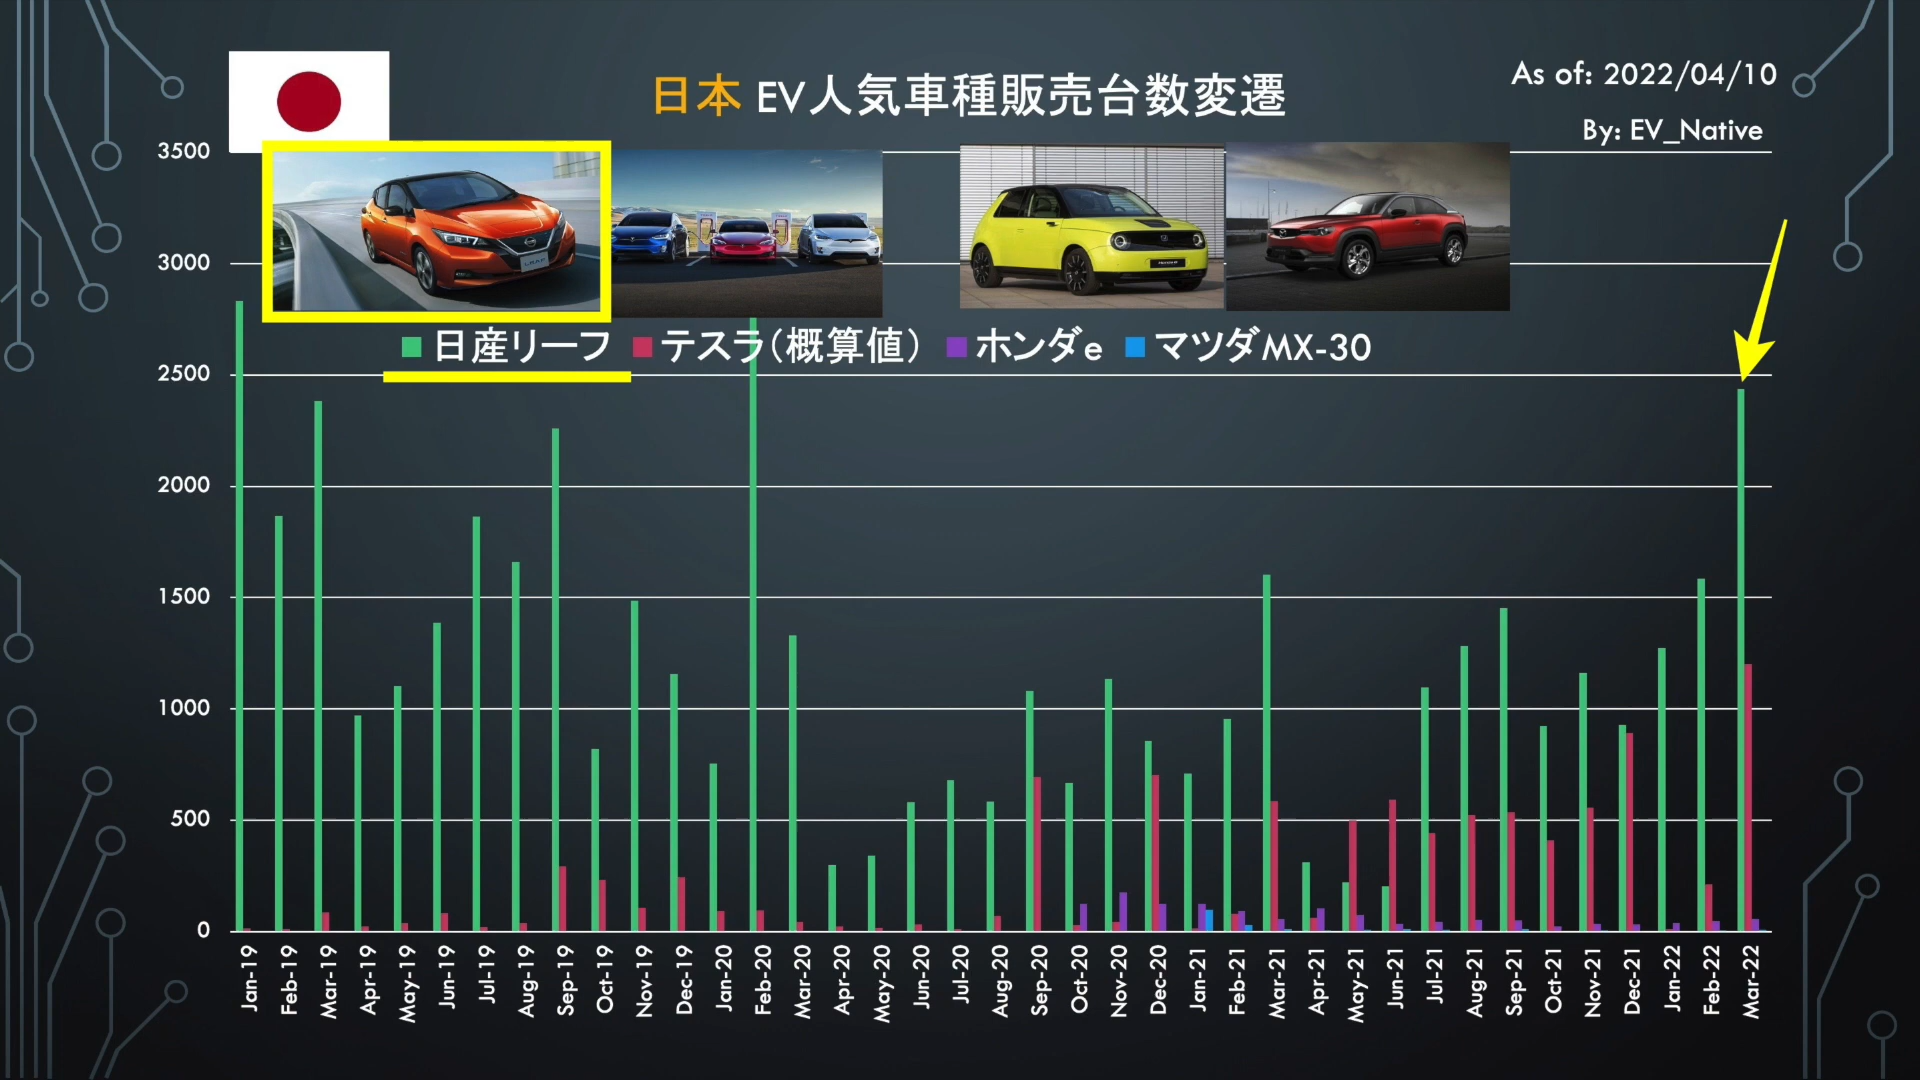 日本 EV人気車種販売台数変遷
As of: 2022/04/10
By: EV_Native
日産リーフ テスラ(概算値) ホンダe マツダMX-30
3500
3000
2500
2000
1500
1000
500
0
Jan-19 Feb-19 Mar-19 Apr-19 May-19 Jun-19 Jul-19 Aug-19 Sep-19 Oct-19 Nov-19 Dec-19 Jan-20 Feb-20 Mar-20 Apr-20 May-20 Jun-20 Jul-20 Aug-20 Sep-20 Oct-20 Nov-20 Dec-20 Jan-21 Feb-21 Mar-21 Apr-21 May-21 Jun-21 Jul-21 Aug-21 Sep-21 Oct-21 Nov-21 Dec-21 Jan-22 Feb-22 Mar-22